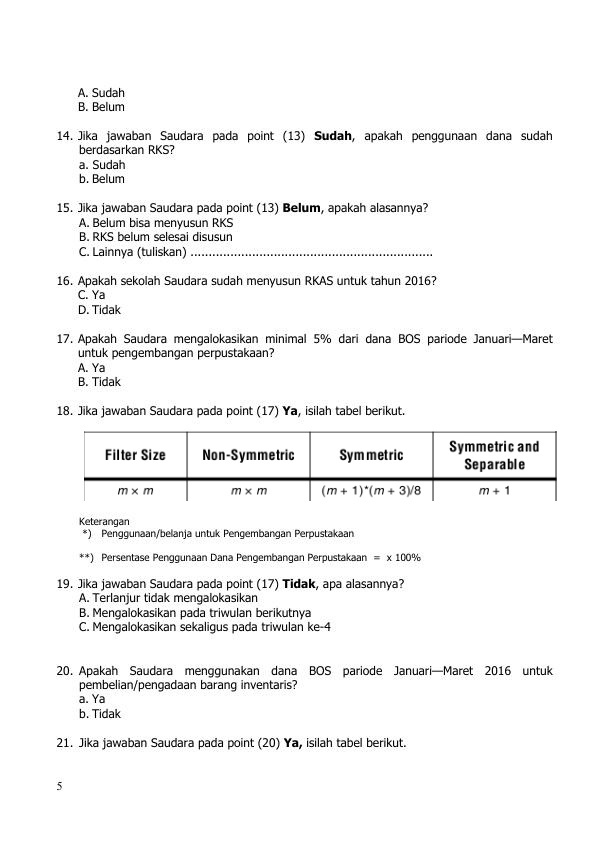 A. Sudah
B. Belum
14. Jika jawaban Saudara pada point (13) Sudah, apakah penggunaan dana sudah
berdasarkan RKS?
a. Sudah
b. Belum
15. Jika jawaban Saudara pada point (13) Belum, apakah alasannya?
A. Belum bisa menyusun RKS
B. RKS belum selesai disusun
C. Lainnya (tuliskan) ..................................................................
16. Apakah sekolah Saudara sudah menyusun RKAS untuk tahun 2016?
C. Ya
D. Tidak
17. Apakah Saudara mengalokasikan minimal 5% dari dana BOS pariode Januari—Maret
untuk pengembangan perpustakaan?
A. Ya
B. Tidak
18. Jika jawaban Saudara pada point (17) Ya, isilah tabel berikut.
Filter Size Non-Symmetric Symmetric Symmetric and Separable
m × m m × m (m + 1)*(m + 3)/8 m + 1
Keterangan
*) Penggunaan/belanja untuk Pengembangan Perpustakaan
**) Persentase Penggunaan Dana Pengembangan Perpustakaan = x 100%
19. Jika jawaban Saudara pada point (17) Tidak, apa alasannya?
A. Terlanjur tidak mengalokasikan
B. Mengalokasikan pada triwulan berikutnya
C. Mengalokasikan sekaligus pada triwulan ke-4
20. Apakah Saudara menggunakan dana BOS pariode Januari—Maret 2016 untuk
pembelian/pengadaan barang inventaris?
a. Ya
b. Tidak
21. Jika jawaban Saudara pada point (20) Ya, isilah tabel berikut.
5